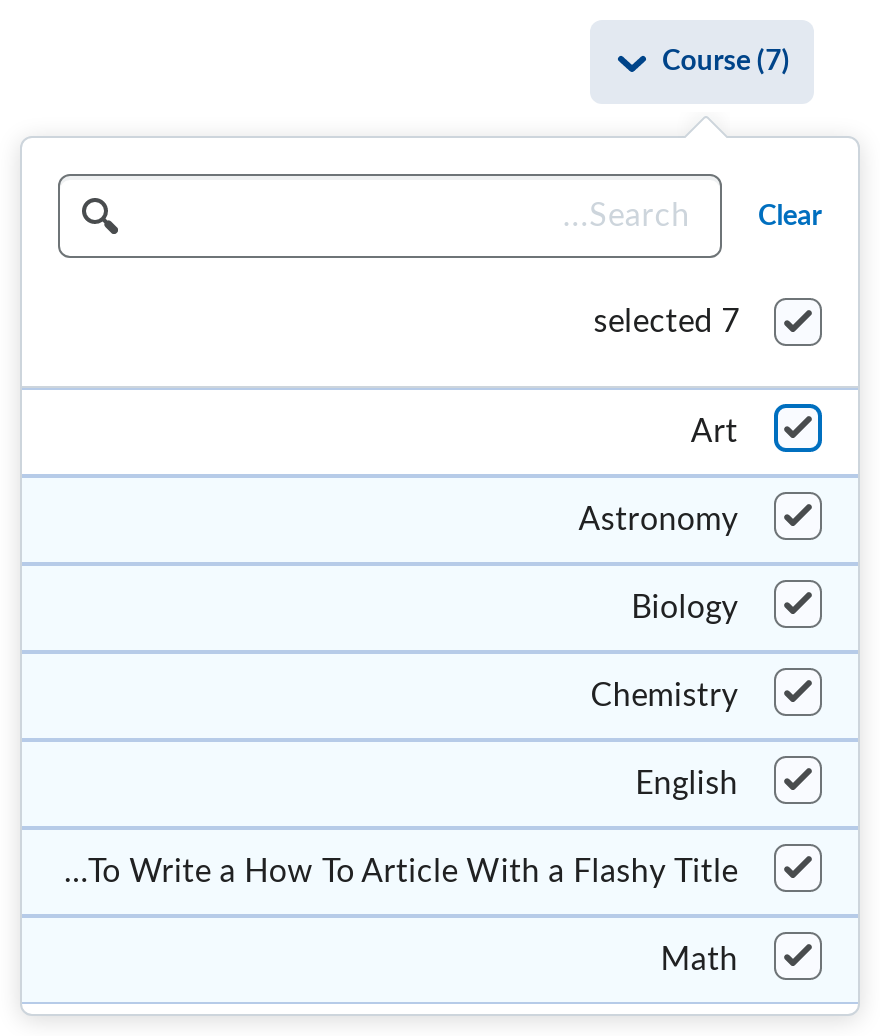 Course (7)
...Search
Clear
selected 7
Art
Astronomy
Biology
Chemistry
English
...To Write a How To Article With a Flashy Title
Math